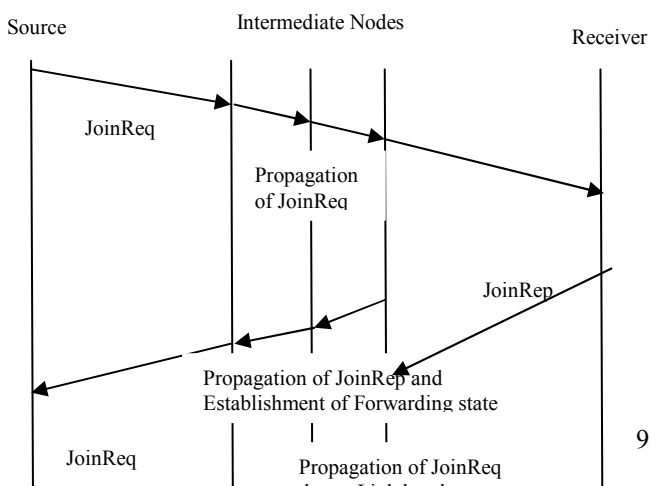 Source
Intermediate Nodes
Receiver
JoinReq
Propagation
of JoinReq
JoinRep
Propagation of JoinRep and
Establishment of Forwarding state
9
JoinReq
Propagation of JoinReq